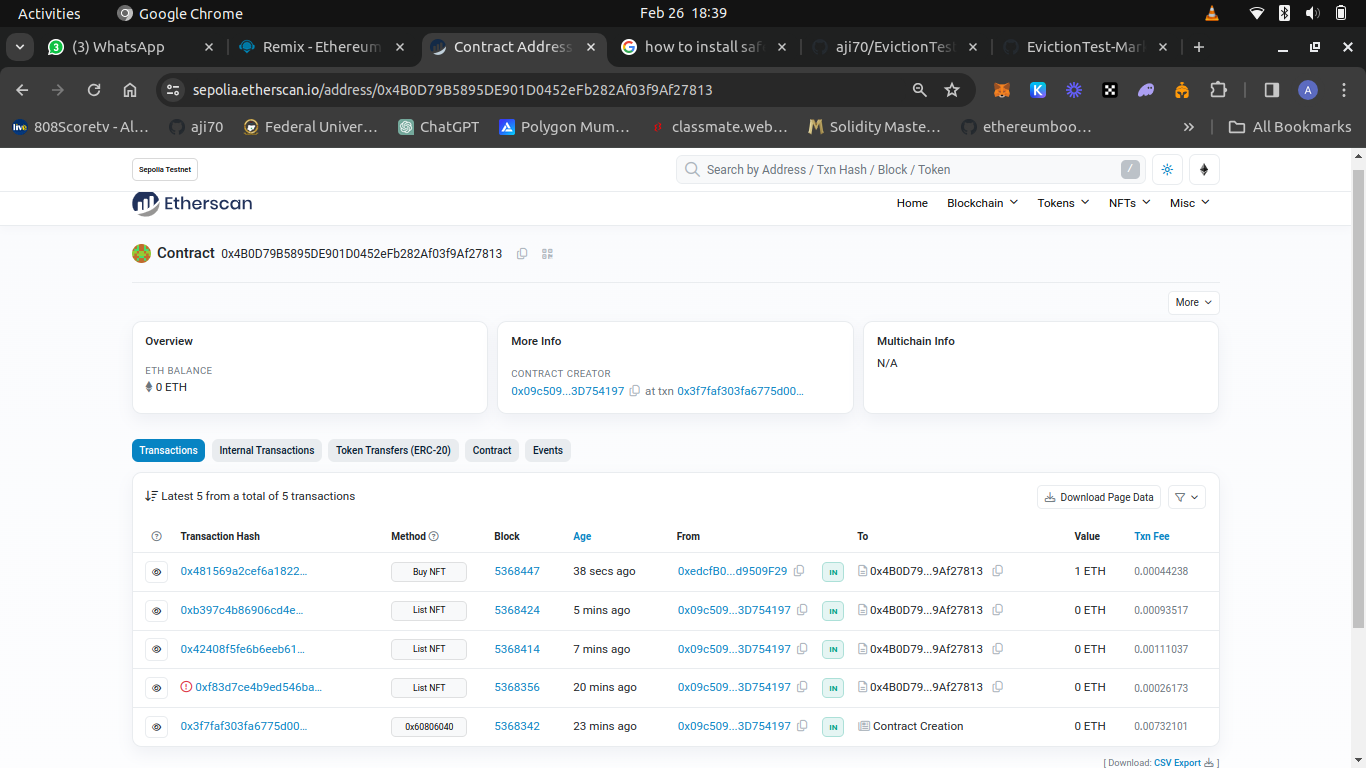 Activities Google Chrome Feb 26 18:39
(3) WhatsApp Remix - Ethereum Contract Address how to install saf aji70/EvictionTes EvictionTest-Mar
sepolia.etherscan.io/address/0x4B0D79B5895DE901D0452eFb282Af03f9Af27813
808Scoretv - Al... aji70 Federal Univer... ChatGPT Polygon Mum... classmate.web... Solidity Maste... ethereumboo... » All Bookmarks
Sepolia Testnet Search by Address / Txn Hash / Block / Token /
Etherscan Home Blockchain Tokens NFTs Misc
Contract 0x4B0D79B5895DE901D0452eFb282Af03f9Af27813
More
Overview More Info Multichain Info
ETH BALANCE CONTRACT CREATOR N/A
0 ETH 0x09c509...3D754197 at txn 0x3f7faf303fa6775d00...
Transactions Internal Transactions Token Transfers (ERC-20) Contract Events
Latest 5 from a total of 5 transactions Download Page Data
Transaction Hash Method Block Age From To Value Txn Fee
0x481569a2cef6a1822... Buy NFT 5368447 38 secs ago 0xedcfB0...d9509F29 IN 0x4B0D79...9Af27813 1 ETH 0.00044238
0xb397c4b86906cd4e... List NFT 5368424 5 mins ago 0x09c509...3D754197 IN 0x4B0D79...9Af27813 0 ETH 0.00093517
0x42408f5fe6b6eeb61... List NFT 5368414 7 mins ago 0x09c509...3D754197 IN 0x4B0D79...9Af27813 0 ETH 0.00111037
0xf83d7ce4b9ed546ba... List NFT 5368356 20 mins ago 0x09c509...3D754197 IN 0x4B0D79...9Af27813 0 ETH 0.00026173
0x3f7faf303fa6775d00... 0x60806040 5368342 23 mins ago 0x09c509...3D754197 IN Contract Creation 0 ETH 0.00732101
[ Download: CSV Export ]